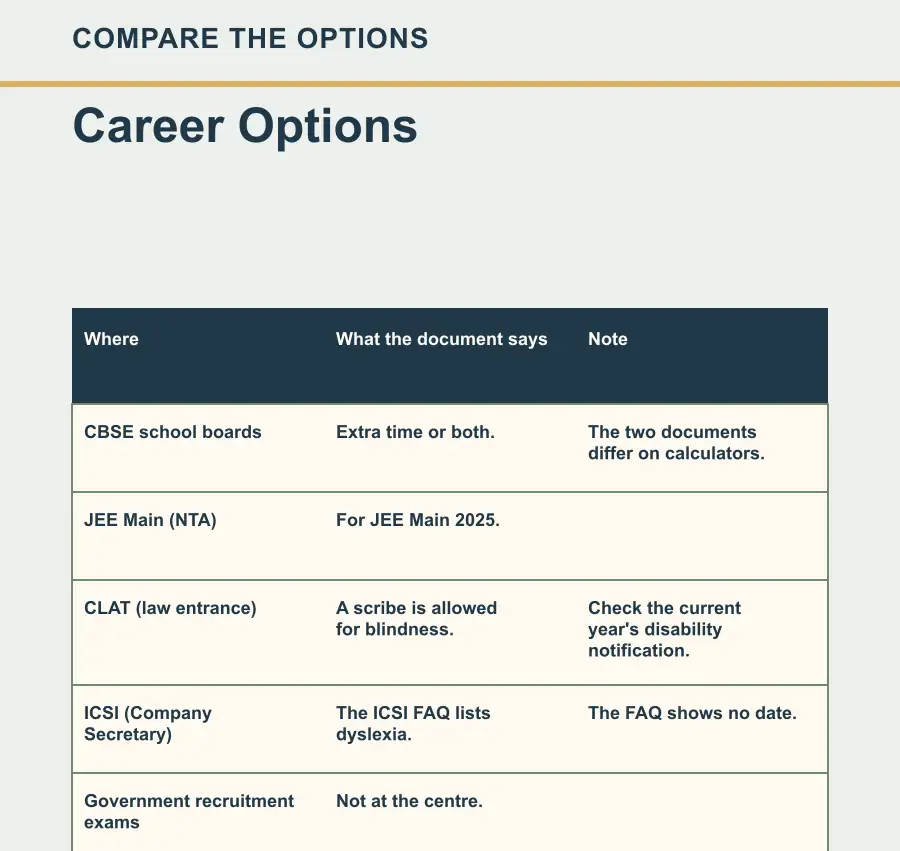 COMPARE THE OPTIONS
Career Options
Where What the document says Note
CBSE school boards Extra time or both. The two documents
differ on calculators.
JEE Main (NTA) For JEE Main 2025.
CLAT (law entrance) A scribe is allowed Check the current
for blindness. year's disability
notification.
ICSI (Company The ICSI FAQ lists The FAQ shows no date.
Secretary) dyslexia.
Government recruitment Not at the centre.
exams